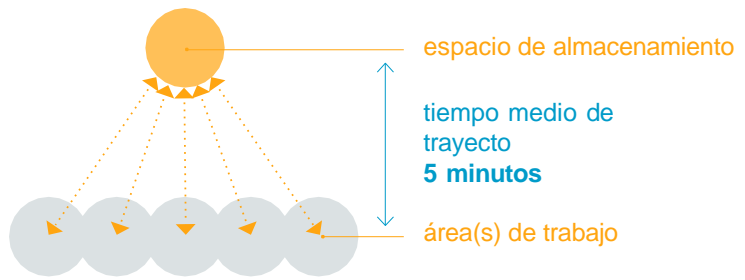 espacio de almacenamiento
tiempo medio de
trayecto
5 minutos
área(s) de trabajo